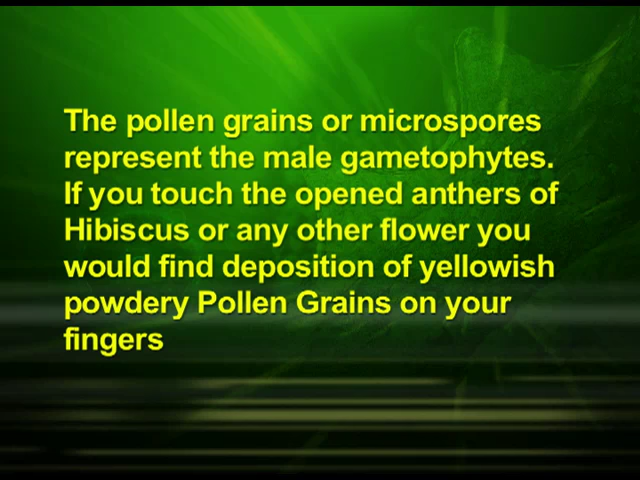 The pollen grains or microspores
represent the male gametophytes.
If you touch the opened anthers of
Hibiscus or any other flower you
would find deposition of yellowish
powdery Pollen Grains on your
fingers